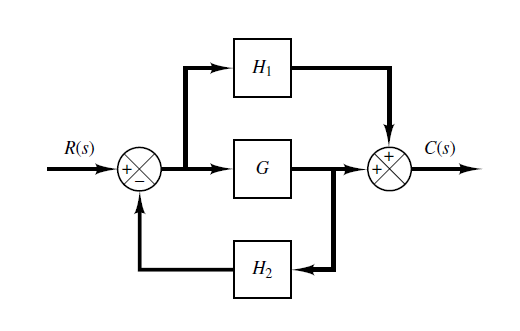 H₁
R(s)
G
C(s)
+
−
+
+
H₂